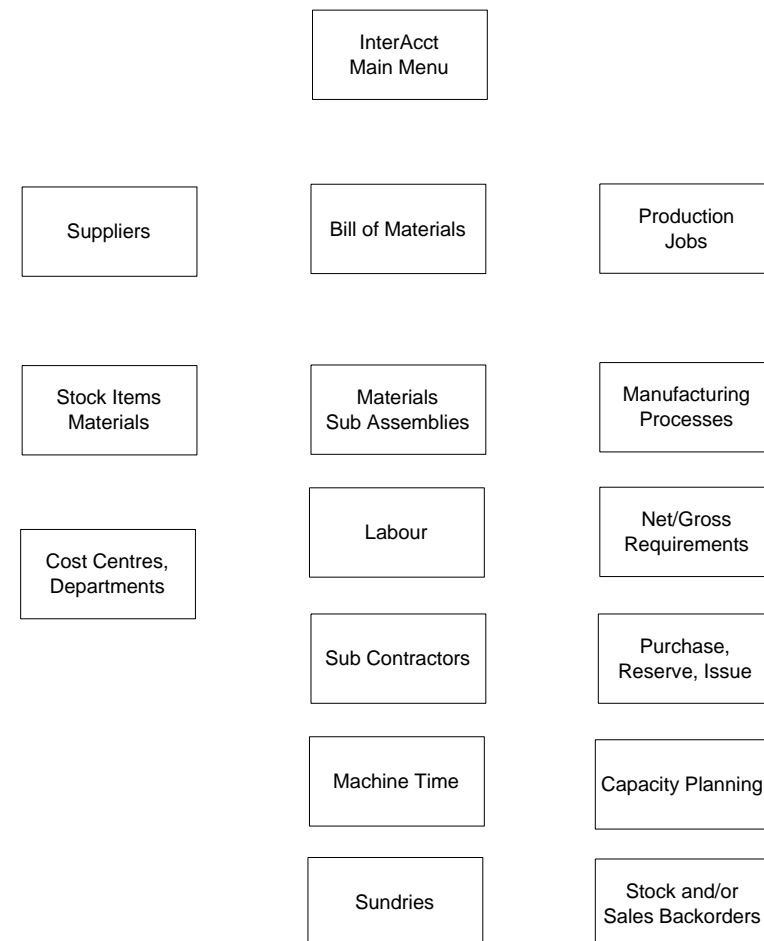 InterAcct
Main Menu
Suppliers
Bill of Materials
Production
Jobs
Stock Items
Materials
Materials
Sub Assemblies
Manufacturing
Processes
Cost Centres,
Departments
Labour
Net/Gross
Requirements
Sub Contractors
Purchase,
Reserve, Issue
Machine Time
Capacity Planning
Sundries
Stock and/or
Sales Backorders